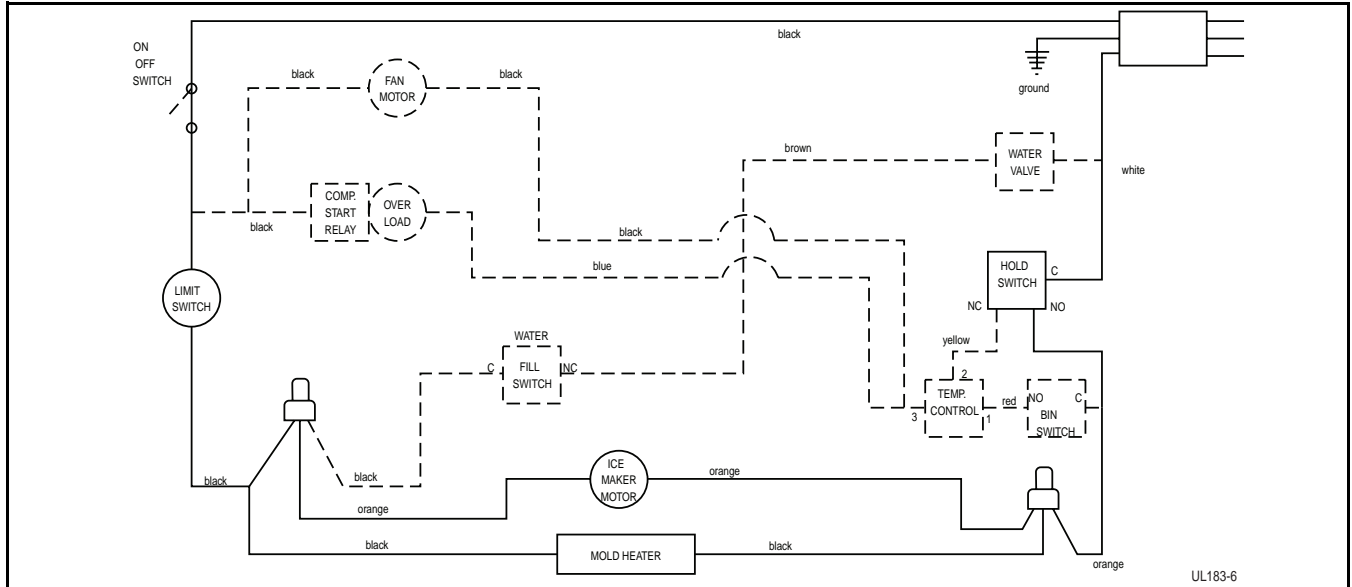 ON
OFF
SWITCH
black
ground
black
FAN
MOTOR
black
brown
WATER
VALVE
white
COMP.
START
RELAY
OVER
LOAD
black
black
blue
HOLD
SWITCH
C
NC
NO
LIMIT
SWITCH
WATER
C
FILL
SWITCH
NC
yellow
2
TEMP.
CONTROL
3
1
red
NO
C
BIN
SWITCH
black
black
orange
ICE
MAKER
MOTOR
orange
black
MOLD HEATER
black
orange
UL183-6